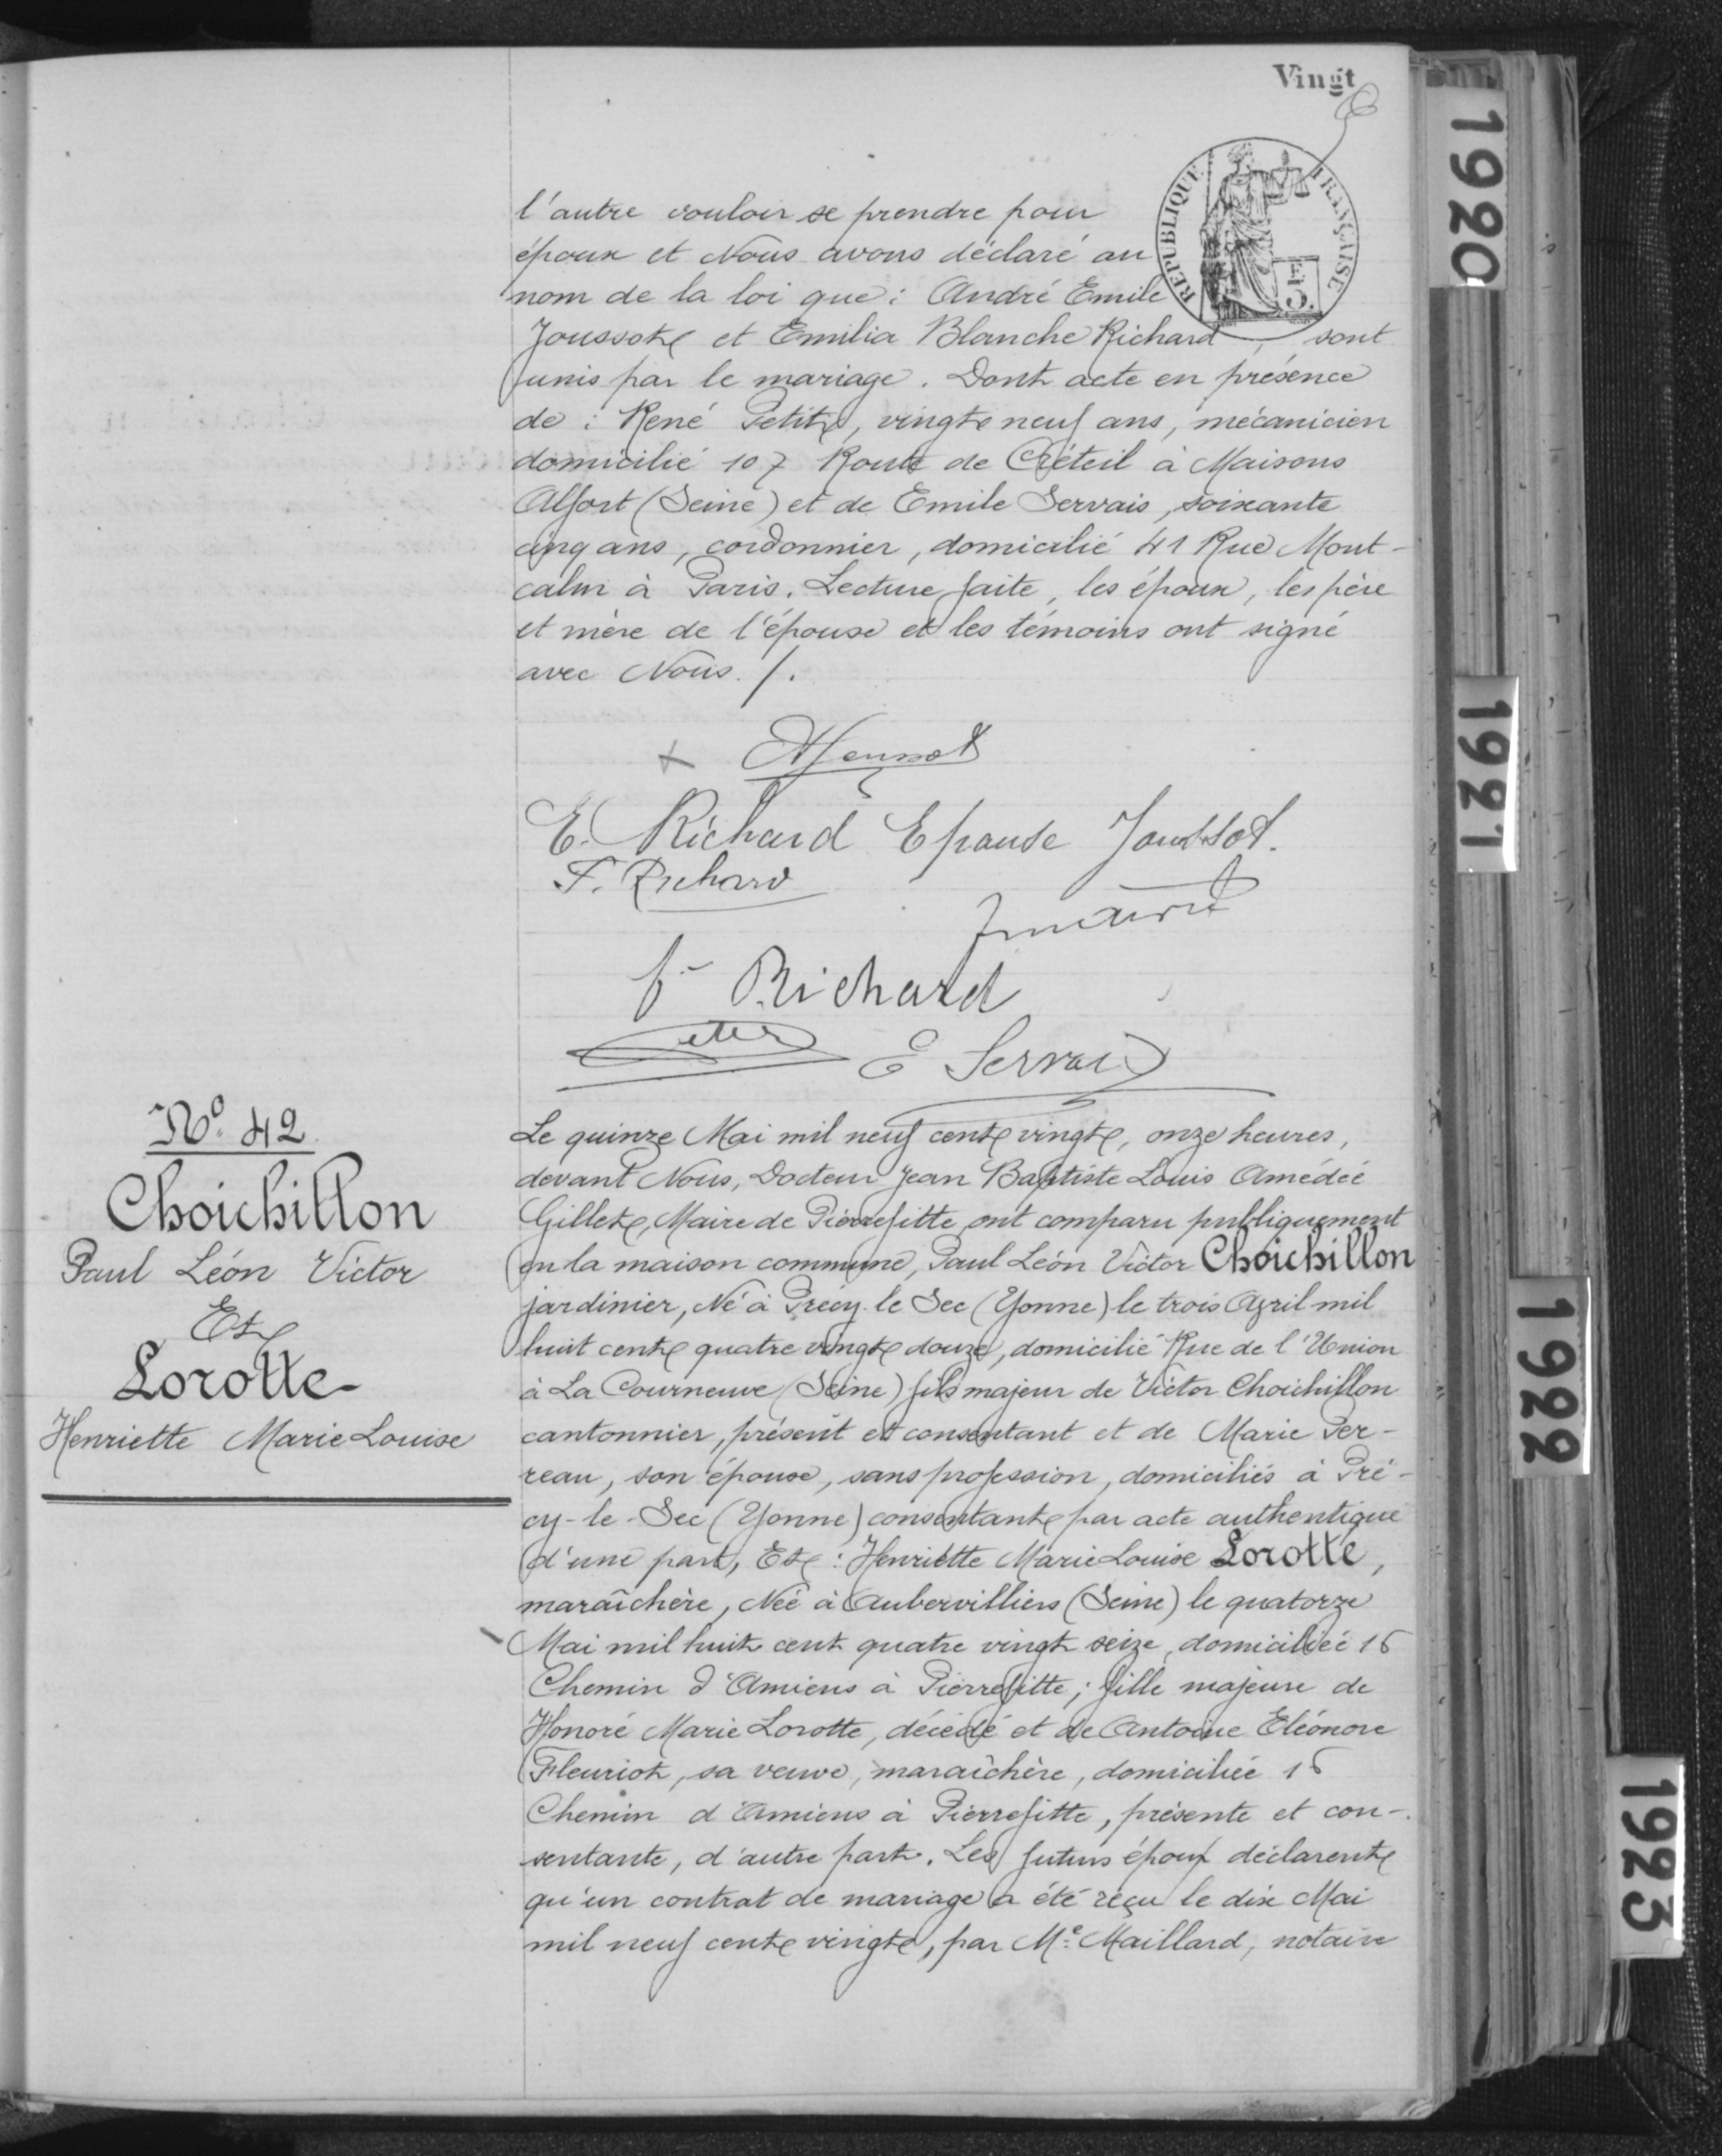 Vingt
RÉPUBLIQUE FRANÇAISE
l'autre vouloir se prendre pour
époux et Nous avons déclaré au
nom de la loi que : André Emile
Joussot et Emilia Blanche Richard, sont
unis par le mariage. Dont acte en présence
de : René Petit, vingt neuf ans, mécanicien
domicilié 107 Route de Créteil à Maisons
Alfort (Seine) et de Emile Servais, soixante
cinq ans, cordonnier, domicilié 41 Rue Mont-
calm à Paris. Lecture faite, les époux, les père
et mère de l'épouse et les témoins ont signé
avec Nous. /.
E. Richard Epouse Joussot.
F. Richard
Richard
E Servais
N° 42
Choichillon
Paul Léon Victor
Et
Lorotte
Henriette Marie Louise
Le quinze Mai mil neuf cent vingt, onze heures,
devant Nous, Docteur Jean Baptiste Louis Amédée
Gillet, Maire de Pierrefitte ont comparu publiquement
en la maison commune, Paul Léon Victor Choichillon
jardinier, Né à Précy le Sec (Yonne) le trois Avril mil
huit cent quatre vingt douze, domicilié Rue de l'Union
à La Courneuve (Seine) fils majeur de Victor Choichillon
cantonnier, présent et consentant et de Marie Per-
reau, son épouse, sans profession, domiciliés à Pré-
cy-le-Sec (Yonne) consentant par acte authentique
d'une part, Et : Henriette Marie Louise Lorotte,
maraîchère, Née à Aubervilliers (Seine) le quatorze
Mai mil huit cent quatre vingt seize, domiciliée 16
Chemin d'Amiens à Pierrefitte ; fille majeure de
Honoré Marie Lorotte, décédé et de Antoine Eléonore
Fleuriot, sa veuve, maraîchère, domiciliée 16
Chemin d'Amiens à Pierrefitte, présente et con-
sentante, d'autre part. Les futurs époux déclarent
qu'un contrat de mariage a été reçu le dix Mai
mil neuf cent vingt, par Me Maillard, notaire
1920
1921
1922
1923